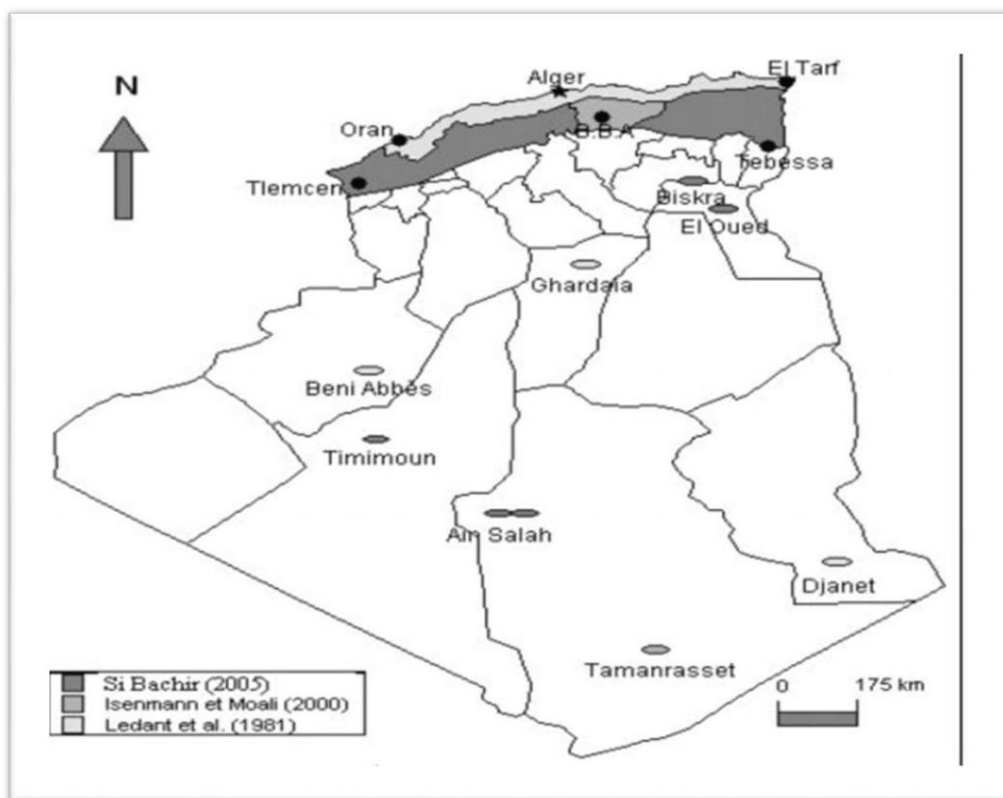 N
El Tarf
Alger
Oran
B.B.A
Tebessa
Tlemcen
Biskra
El Oued
Ghardaia
Beni Abbès
Timimoun
Ain Salah
Djanet
Tamanrasset
Si Bachir (2005)
Isenmann et Moali (2000)
Ledant et al. (1981)
0 175 km